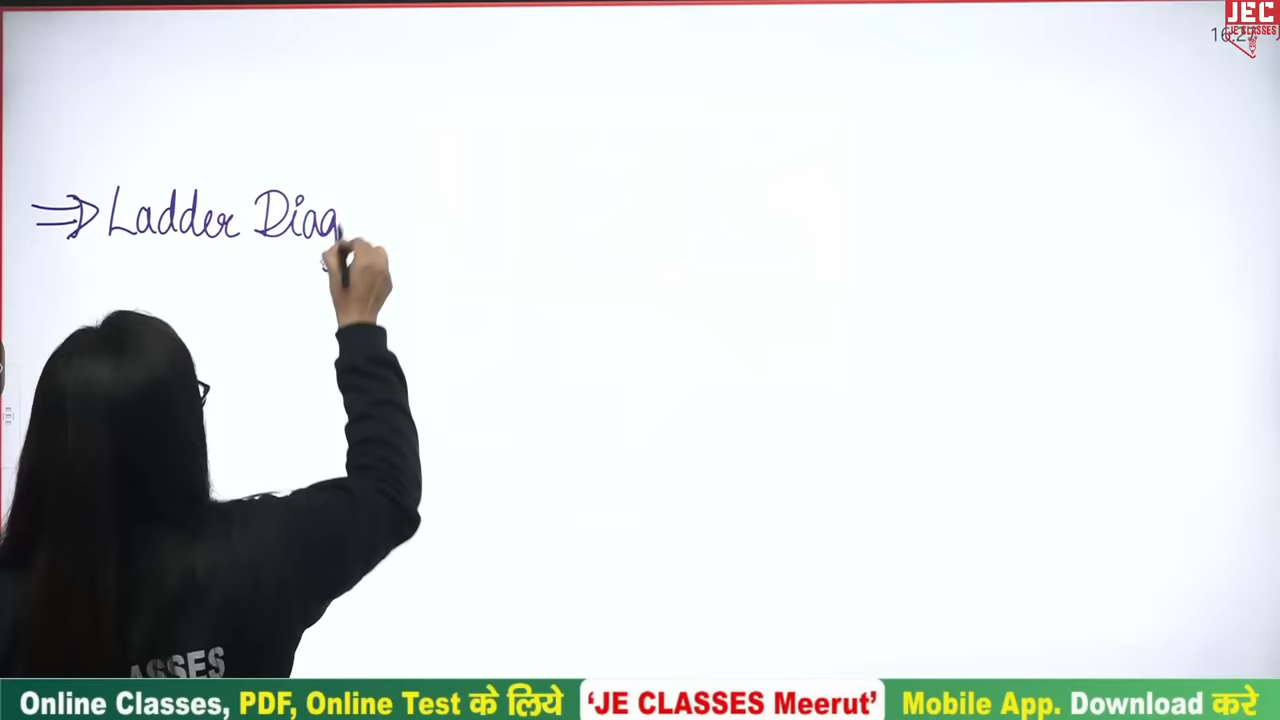 JEC
JE CLASSES
⇒ Ladder Diag
ASSES
Online Classes, PDF, Online Test के लिये 'JE CLASSES Meerut' Mobile App. Download करे